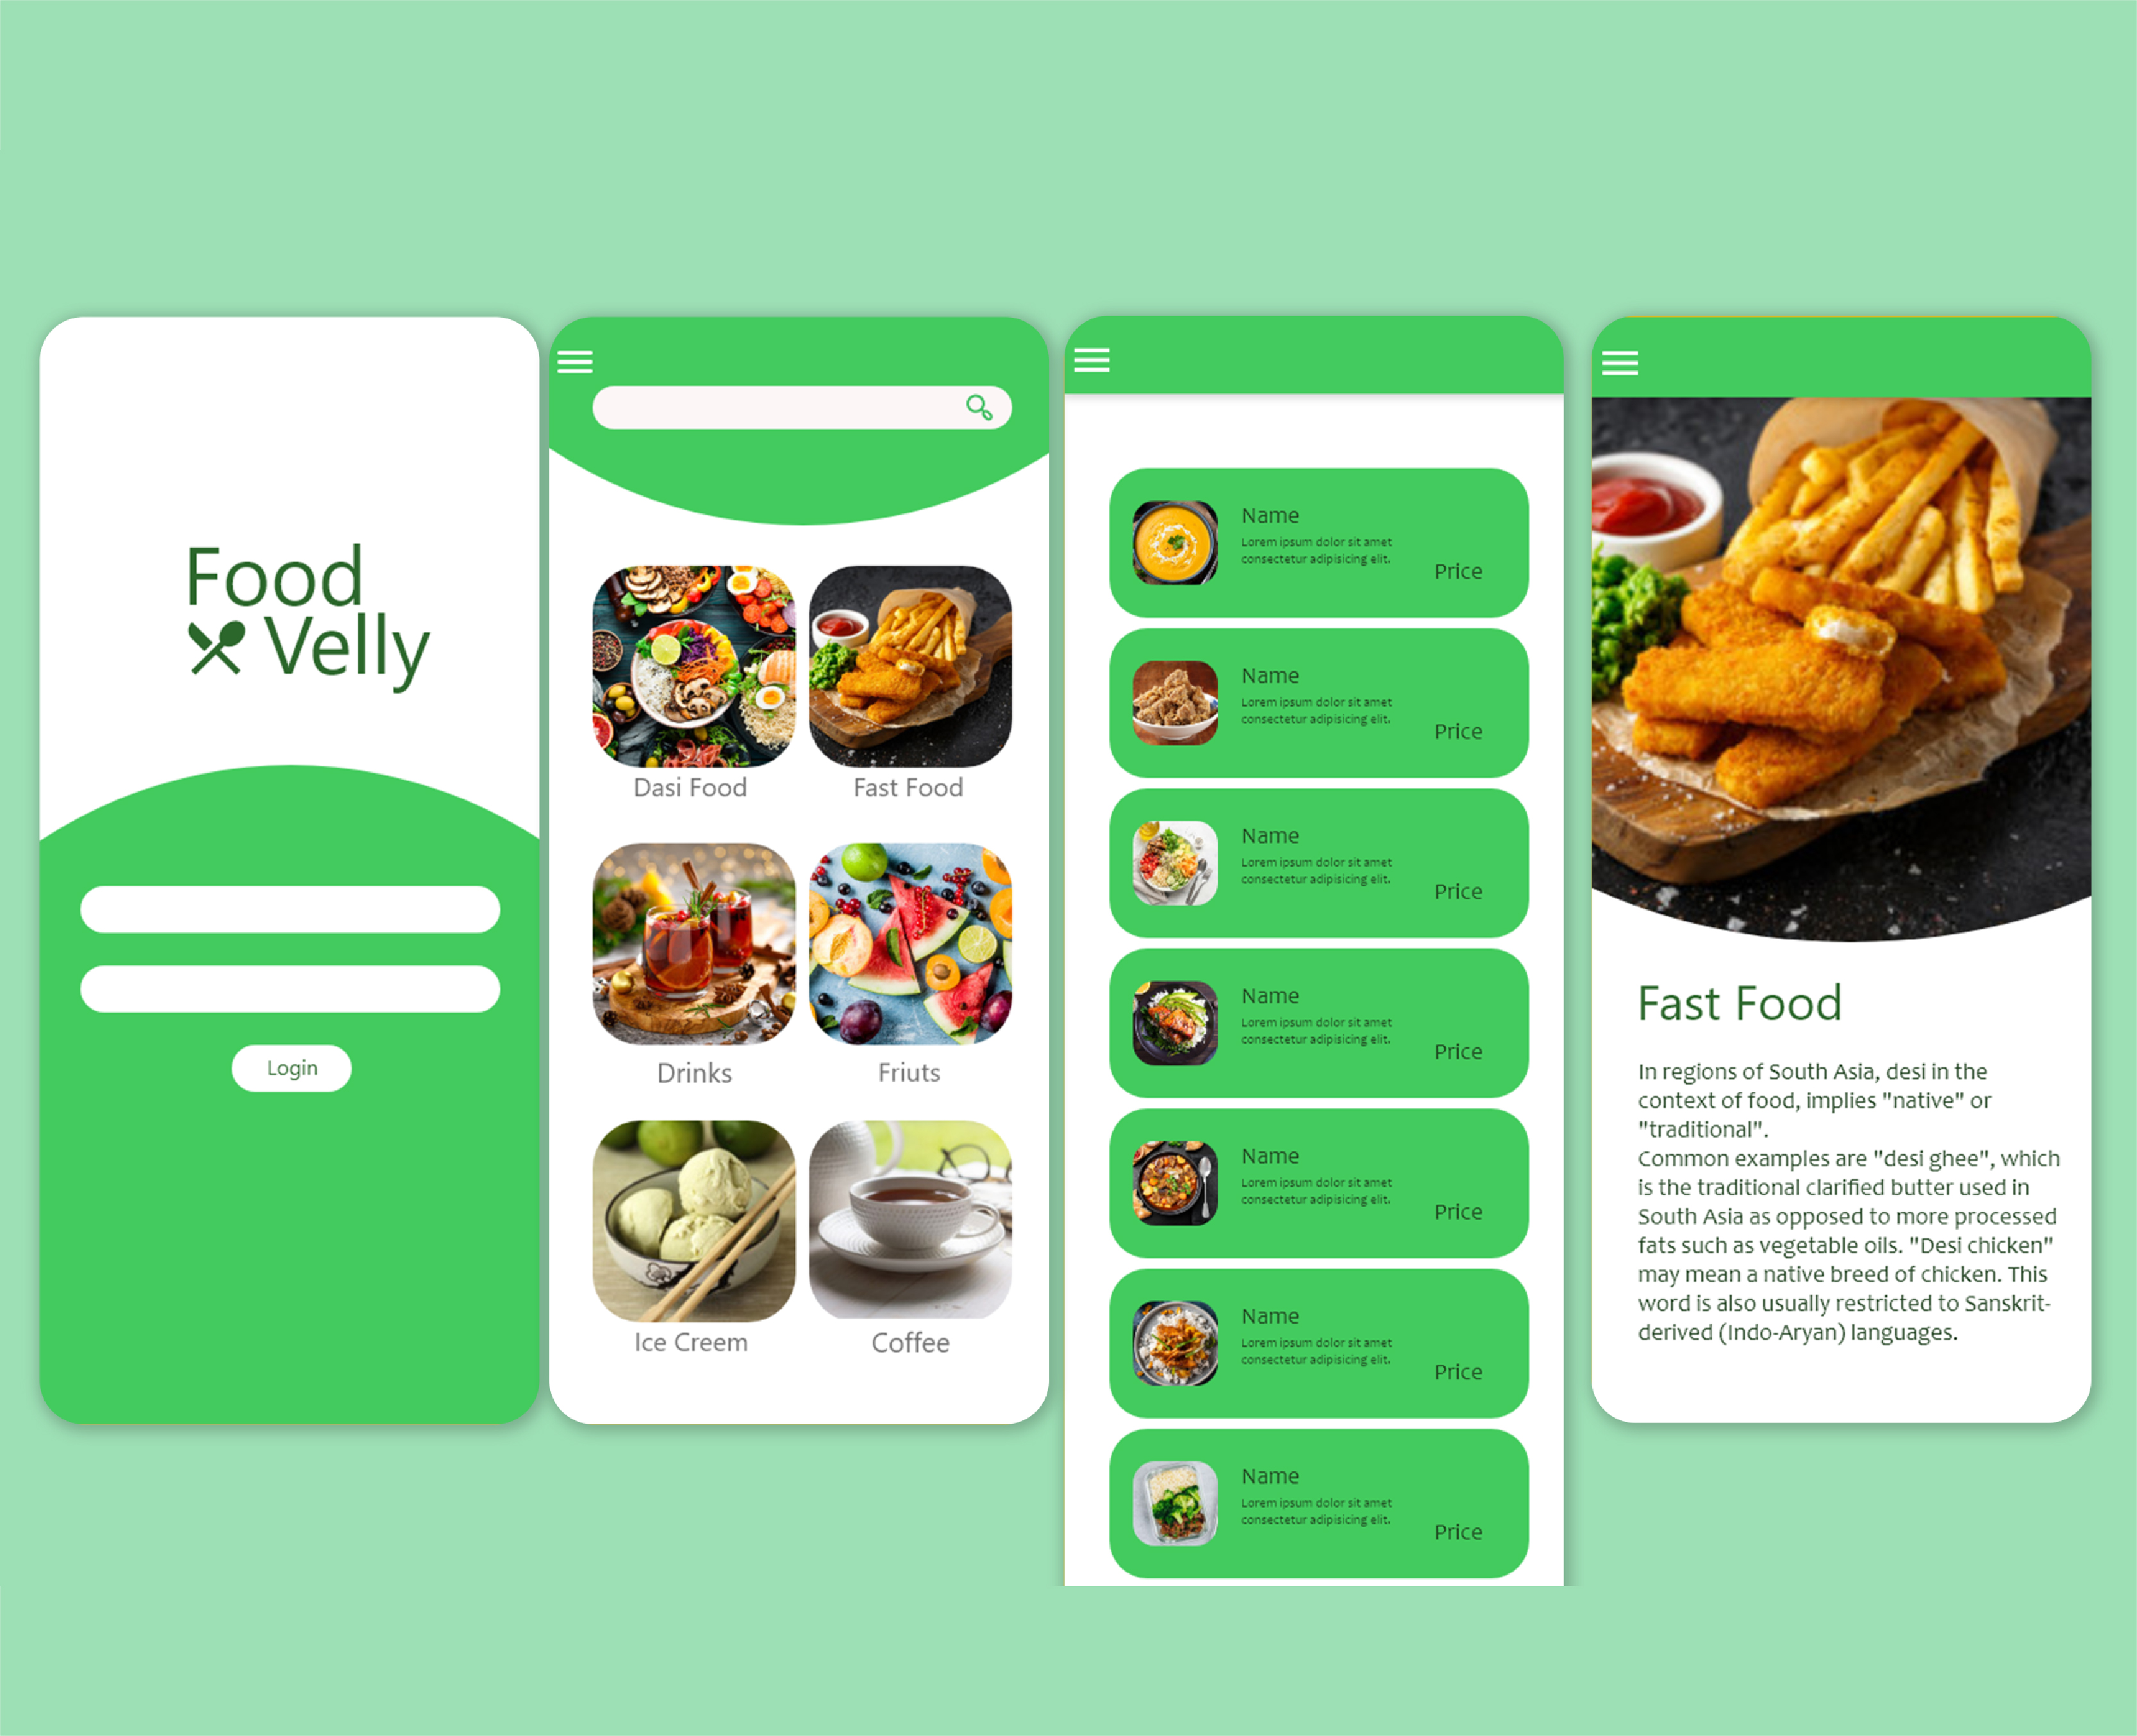 Food
Velly
Login
Dasi Food
Fast Food
Drinks
Friuts
Ice Creem
Coffee
Name
Lorem ipsum dolor sit amet
consectetur adipisicing elit.
Price
Name
Lorem ipsum dolor sit amet
consectetur adipisicing elit.
Price
Name
Lorem ipsum dolor sit amet
consectetur adipisicing elit.
Price
Name
Lorem ipsum dolor sit amet
consectetur adipisicing elit.
Price
Name
Lorem ipsum dolor sit amet
consectetur adipisicing elit.
Price
Name
Lorem ipsum dolor sit amet
consectetur adipisicing elit.
Price
Name
Lorem ipsum dolor sit amet
consectetur adipisicing elit.
Price
Fast Food
In regions of South Asia, desi in the
context of food, implies "native" or
"traditional".
Common examples are "desi ghee", which
is the traditional clarified butter used in
South Asia as opposed to more processed
fats such as vegetable oils. "Desi chicken"
may mean a native breed of chicken. This
word is also usually restricted to Sanskrit-
derived (Indo-Aryan) languages.